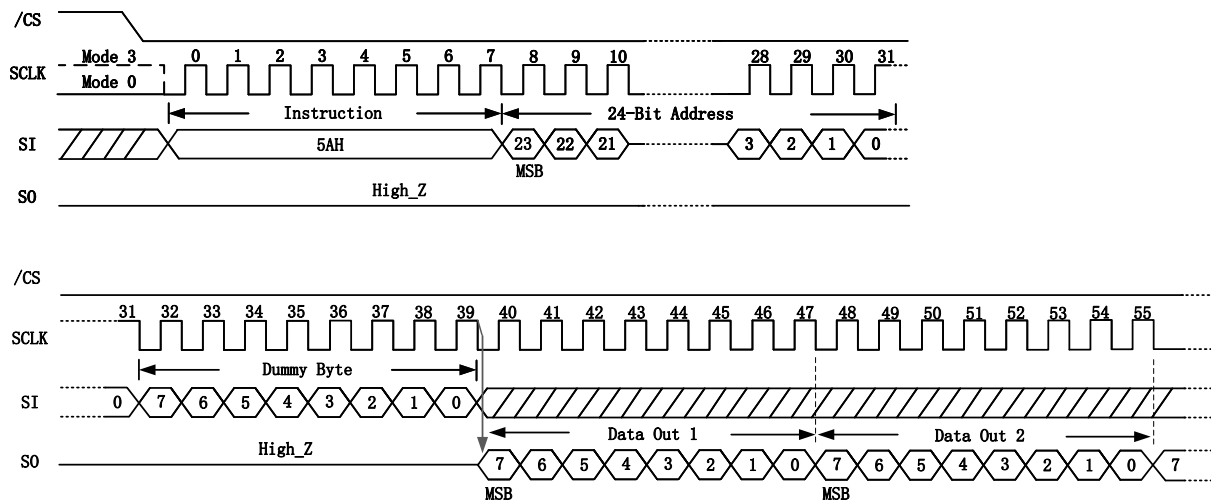 /CS
Mode 3 0 1 2 3 4 5 6 7 8 9 10 28 29 30 31
SCLK
Mode 0
Instruction 24-Bit Address
SI 5AH 23 22 21 3 2 1 0
MSB
High_Z
SO
/CS
31 32 33 34 35 36 37 38 39 40 41 42 43 44 45 46 47 48 49 50 51 52 53 54 55
SCLK
Dummy Byte
SI 0 7 6 5 4 3 2 1 0
Data Out 1 Data Out 2
High_Z
SO 7 6 5 4 3 2 1 0 7 6 5 4 3 2 1 0 7
MSB MSB